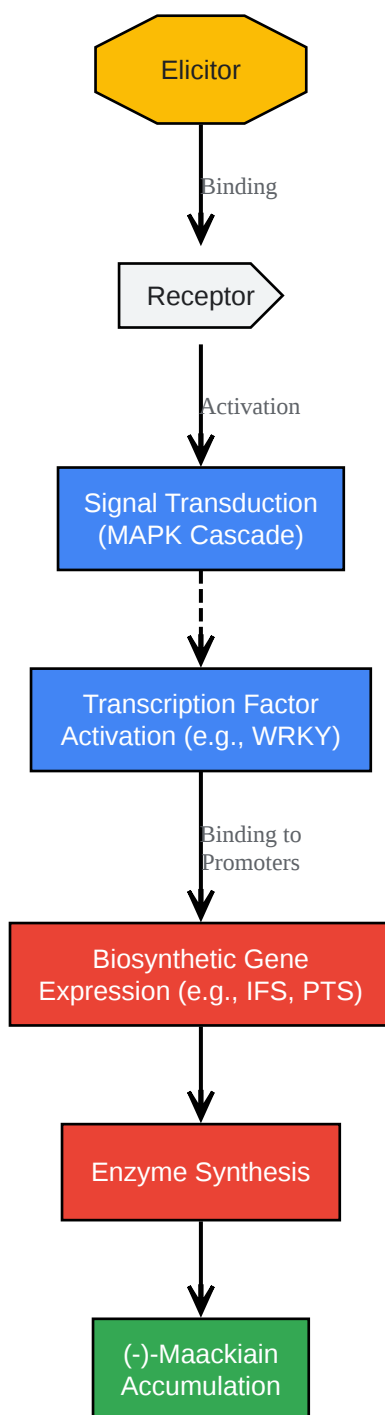 Elicitor
Binding
Receptor
Activation
Signal Transduction
(MAPK Cascade)
Transcription Factor
Activation (e.g., WRKY)
Binding to
Promoters
Biosynthetic Gene
Expression (e.g., IFS, PTS)
Enzyme Synthesis
(-)-Maackiain
Accumulation